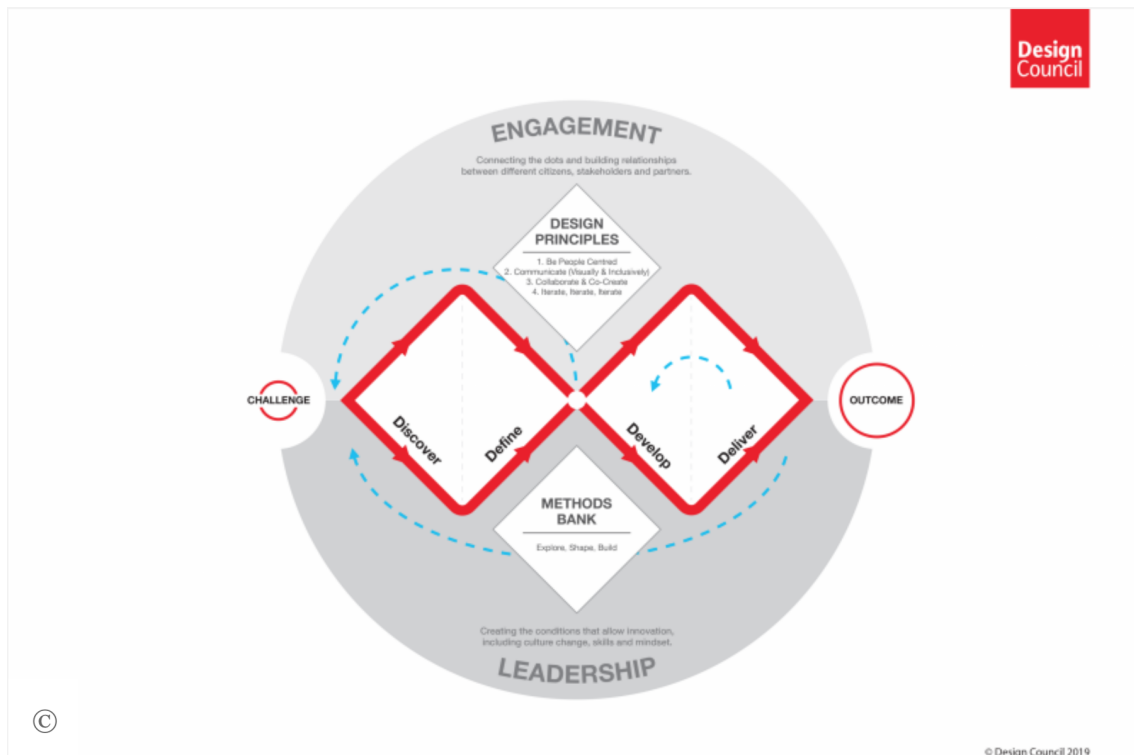 Design
Council
ENGAGEMENT
Connecting the dots and building relationships
between different citizens, stakeholders and partners.
DESIGN
PRINCIPLES
1. Be People Centred
2. Communicate (Visually & Inclusively)
3. Collaborate & Co-Create
4. Iterate, Iterate, Iterate
CHALLENGE
OUTCOME
Discover
Define
Develop
Deliver
METHODS
BANK
Explore, Shape, Build
Creating the conditions that allow innovation,
including culture change, skills and mindset.
LEADERSHIP
©
© Design Council 2019